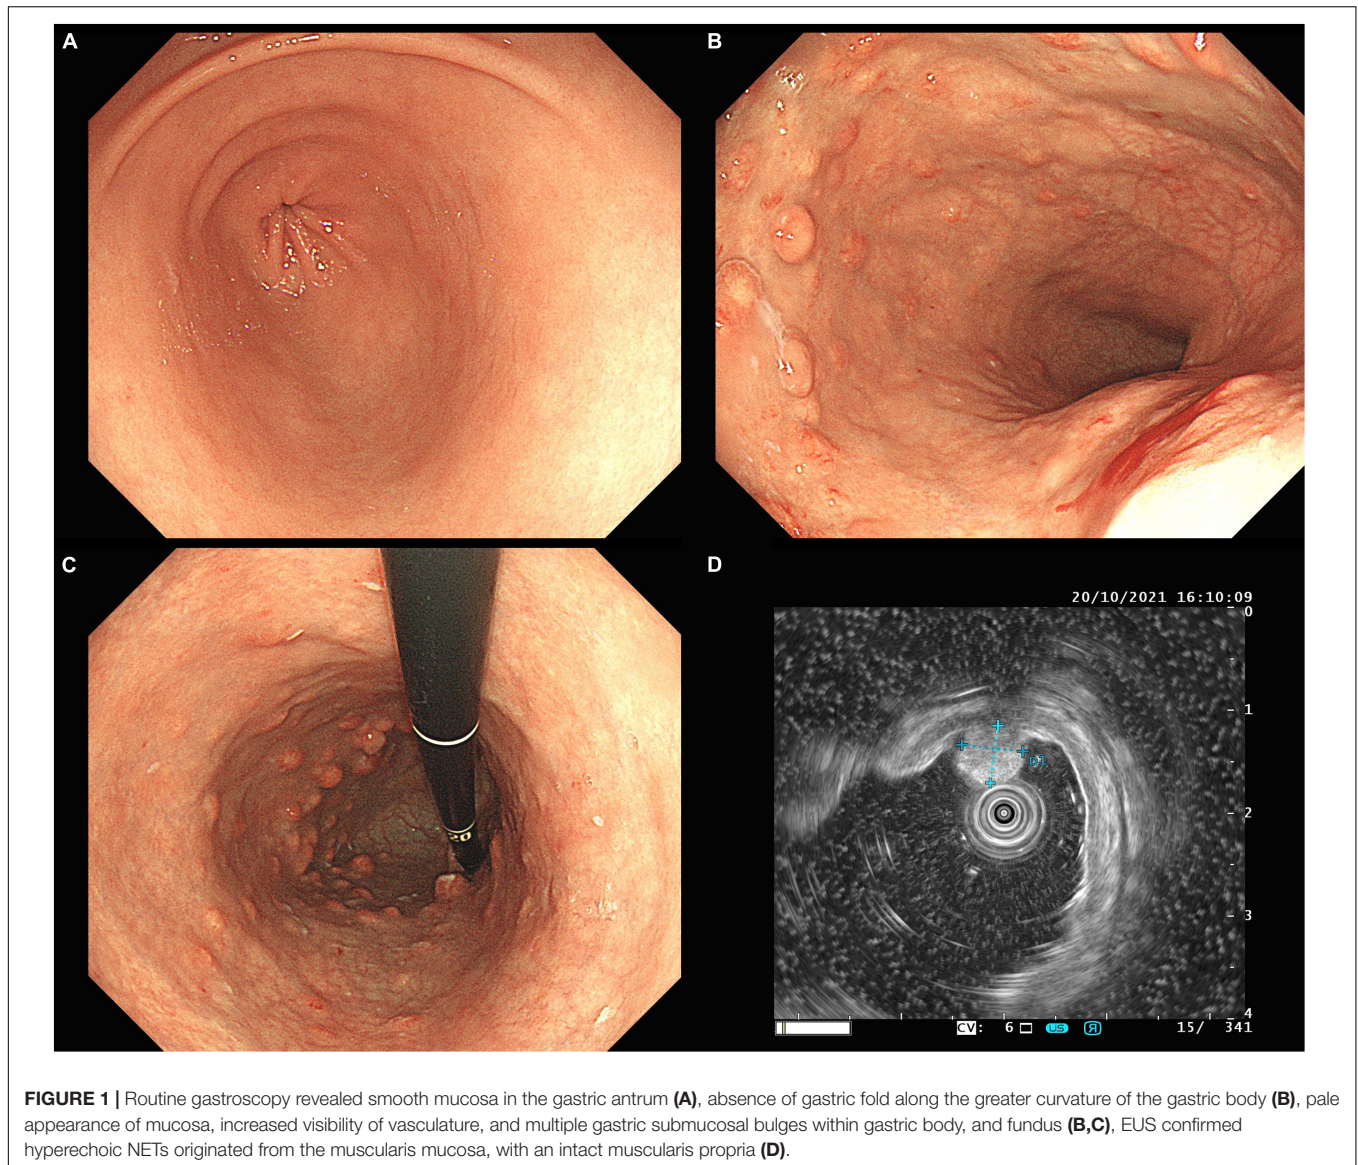 A
B
C
D
20/10/2021 16:10:09
0
1
D1
2
3
4
CV: 6 US R 15/ 341
FIGURE 1 | Routine gastroscopy revealed smooth mucosa in the gastric antrum (A), absence of gastric fold along the greater curvature of the gastric body (B), pale
appearance of mucosa, increased visibility of vasculature, and multiple gastric submucosal bulges within gastric body, and fundus (B,C), EUS confirmed
hyperechoic NETs originated from the muscularis mucosa, with an intact muscularis propria (D).